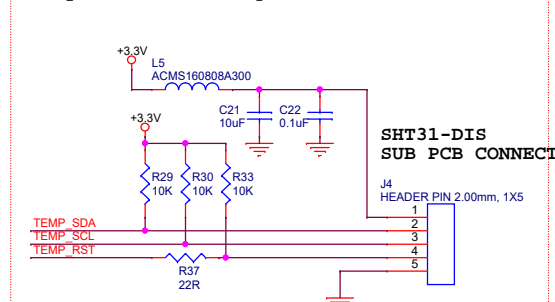 +3.3V
L5
ACMS160808A300
C21
10uF
C22
0.1uF
+3.3V
SHT31-DIS
SUB PCB CONNECT
R29
10K
R30
10K
R33
10K
J4
HEADER PIN 2.00mm, 1X5
1
2
3
4
5
TEMP_SDA
TEMP_SCL
TEMP_RST
R37
22R